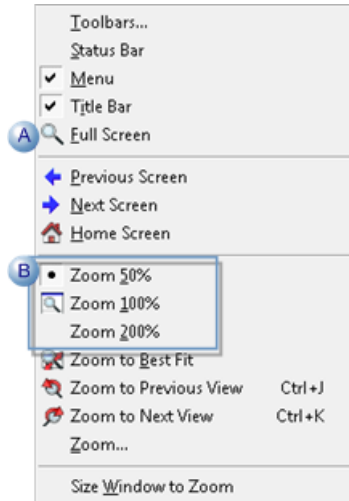 Toolbars...
Status Bar
Menu
Title Bar
A Full Screen
Previous Screen
Next Screen
Home Screen
B Zoom 50%
Zoom 100%
Zoom 200%
Zoom to Best Fit
Zoom to Previous View Ctrl+J
Zoom to Next View Ctrl+K
Zoom...
Size Window to Zoom